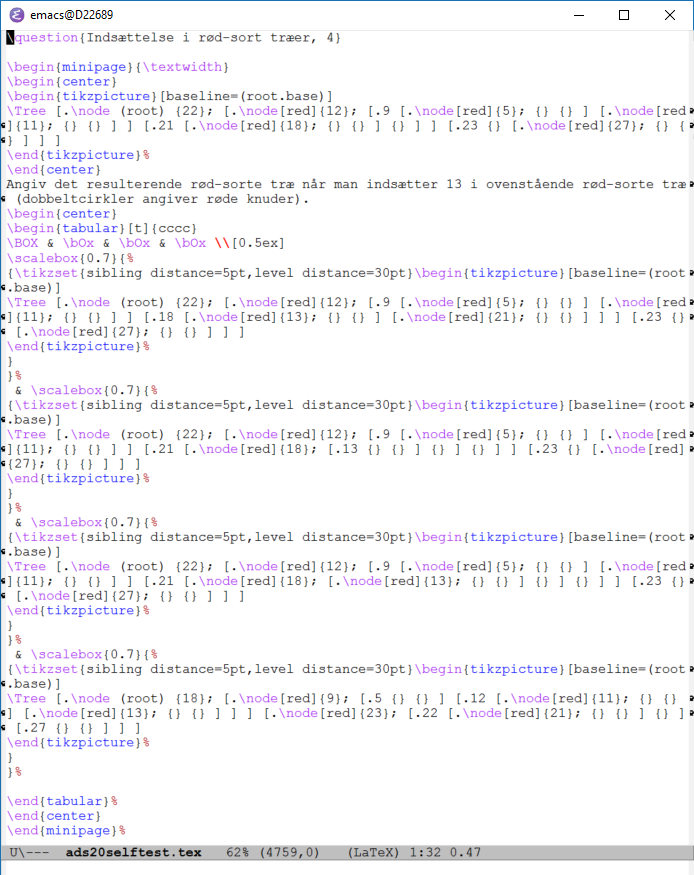 emacs@D22689
\question{Indsættelse i rød-sort træer, 4}
\begin{minipage}{\textwidth}
\begin{center}
\begin{tikzpicture}[baseline=(root.base)]
\Tree [.\node (root) {22}; [.\node[red]{12}; [.9 [.\node[red]{5}; {} {} ] [.\node[red
]{11}; {} {} ] ] [.21 [.\node[red]{18}; {} {} ] {} ] ] [.23 {} [.\node[red]{27}; {} {
} ] ] ]
\end{tikzpicture}%
\end{center}
Angiv det resulterende rød-sorte træ når man indsætter 13 i ovenstående rød-sorte træ
 (dobbeltcirkler angiver røde knuder).
\begin{center}
\begin{tabular}[t]{cccc}
\BOX & \bOx & \bOx & \bOx \\[0.5ex]
\scalebox{0.7}{%
{\tikzset{sibling distance=5pt,level distance=30pt}\begin{tikzpicture}[baseline=(root
.base)]
\Tree [.\node (root) {22}; [.\node[red]{12}; [.9 [.\node[red]{5}; {} {} ] [.\node[red
]{11}; {} {} ] ] [.18 [.\node[red]{13}; {} {} ] [.\node[red]{21}; {} {} ] ] ] [.23 {}
 [.\node[red]{27}; {} {} ] ] ]
\end{tikzpicture}%
}
}%
 & \scalebox{0.7}{%
{\tikzset{sibling distance=5pt,level distance=30pt}\begin{tikzpicture}[baseline=(root
.base)]
\Tree [.\node (root) {22}; [.\node[red]{12}; [.9 [.\node[red]{5}; {} {} ] [.\node[red
]{11}; {} {} ] ] [.21 [.\node[red]{18}; [.13 {} {} ] {} ] {} ] ] [.23 {} [.\node[red]
{27}; {} {} ] ] ]
\end{tikzpicture}%
}
}%
 & \scalebox{0.7}{%
{\tikzset{sibling distance=5pt,level distance=30pt}\begin{tikzpicture}[baseline=(root
.base)]
\Tree [.\node (root) {22}; [.\node[red]{12}; [.9 [.\node[red]{5}; {} {} ] [.\node[red
]{11}; {} {} ] ] [.21 [.\node[red]{18}; [.\node[red]{13}; {} {} ] {} ] {} ] ] [.23 {}
 [.\node[red]{27}; {} {} ] ] ]
\end{tikzpicture}%
}
}%
 & \scalebox{0.7}{%
{\tikzset{sibling distance=5pt,level distance=30pt}\begin{tikzpicture}[baseline=(root
.base)]
\Tree [.\node (root) {18}; [.\node[red]{9}; [.5 {} {} ] [.12 [.\node[red]{11}; {} {} 
] [.\node[red]{13}; {} {} ] ] ] [.\node[red]{23}; [.22 [.\node[red]{21}; {} {} ] {} ]
 [.27 {} {} ] ] ]
\end{tikzpicture}%
}
}%
\end{tabular}%
\end{center}
\end{minipage}%
U\--- ads20selftest.tex 62% (4759,0) (LaTeX) 1:32 0.47